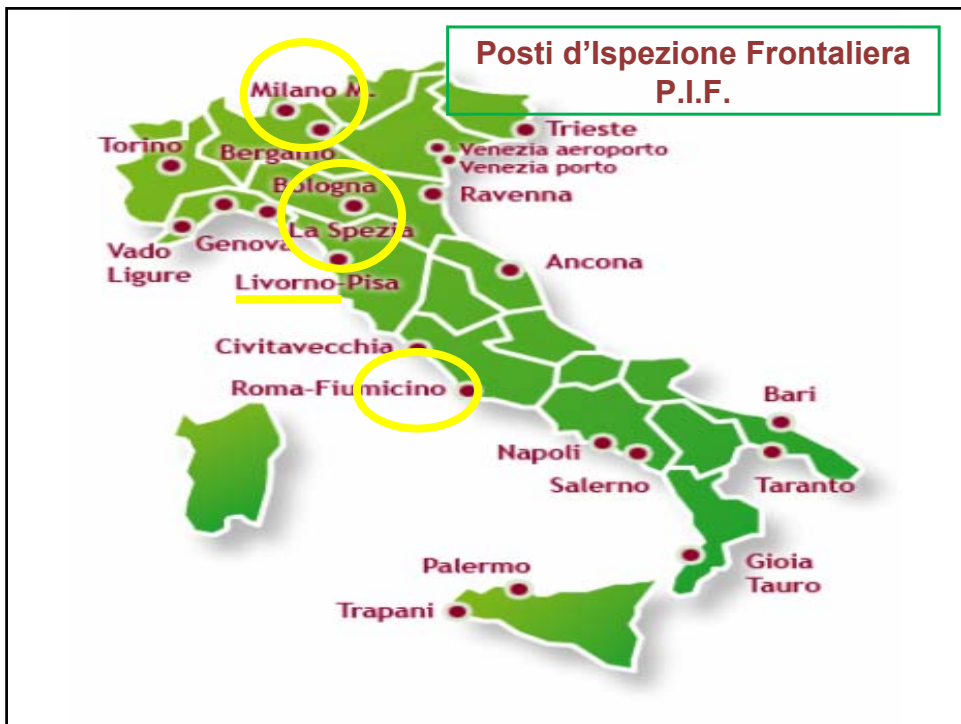 Posti d'Ispezione Frontaliera
P.I.F.
Milano M.
Torino
Bergamo
Trieste
Venezia aeroporto
Venezia porto
Bologna
Ravenna
La Spezia
Genova
Vado
Ligure
Livorno-Pisa
Ancona
Civitavecchia
Roma-Fiumicino
Bari
Napoli
Salerno
Taranto
Gioia
Tauro
Palermo
Trapani